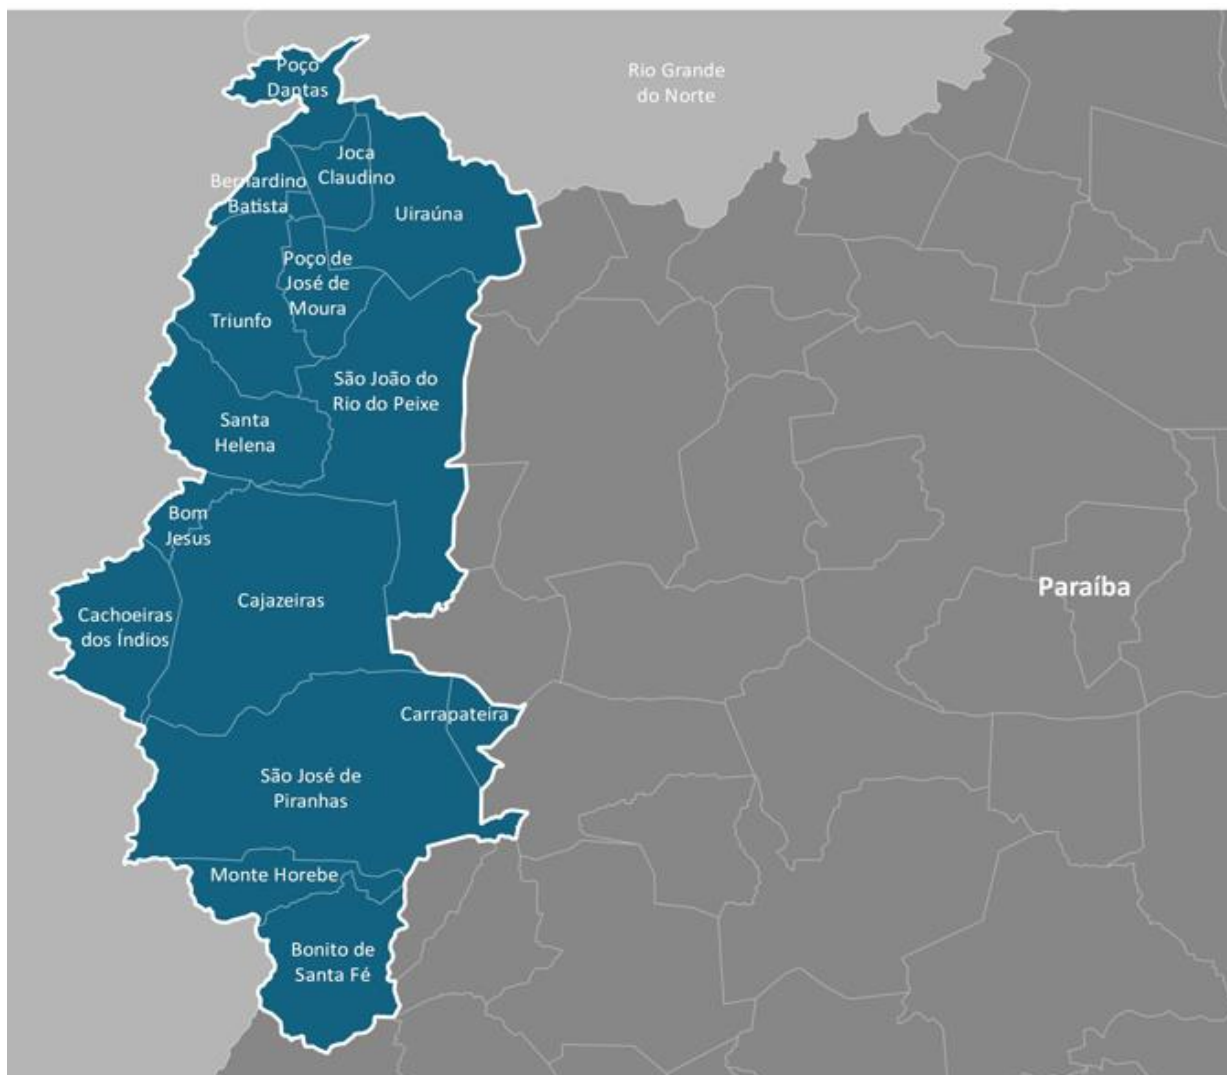 Poço
Dantas
Rio Grande
do Norte
Joca
Claudino
Bernardino
Batista
Uiraúna
Poço de
José de
Moura
Triunfo
São João do
Rio do Peixe
Santa
Helena
Bom
Jesus
Cajazeiras
Paraíba
Cachoeiras
dos Índios
Carrapateira
São José de
Piranhas
Monte Horebe
Bonito de
Santa Fé